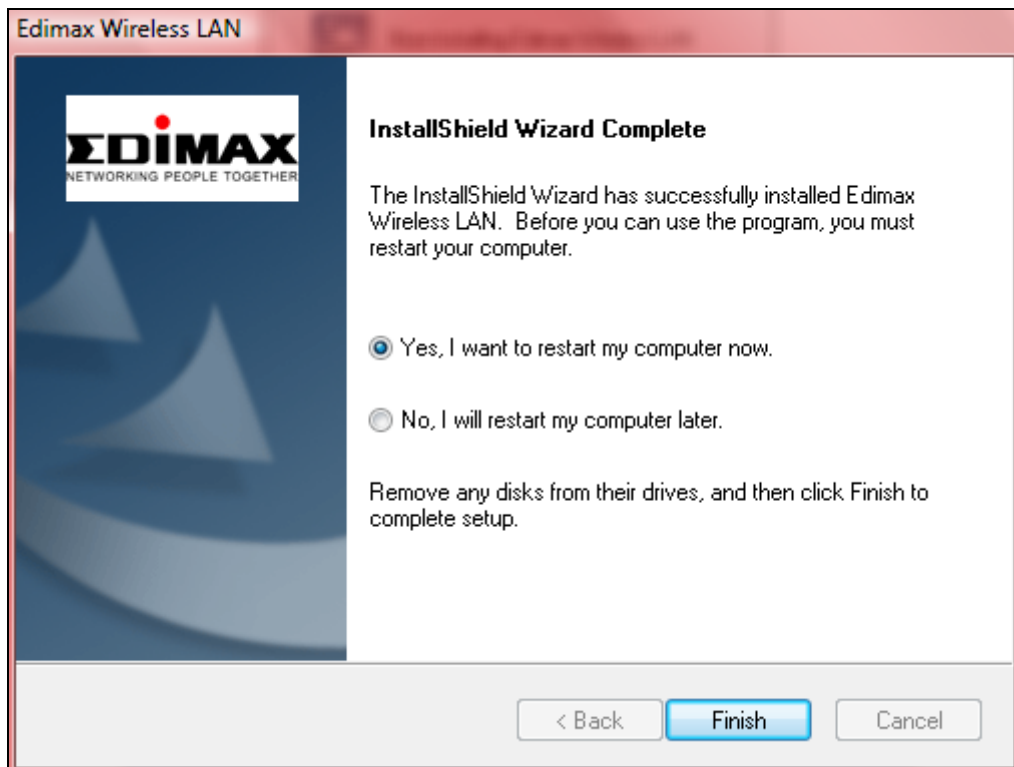 Edimax Wireless LAN
EDIMAX
NETWORKING PEOPLE TOGETHER
InstallShield Wizard Complete
The InstallShield Wizard has successfully installed Edimax
Wireless LAN. Before you can use the program, you must
restart your computer.
Yes, I want to restart my computer now.
No, I will restart my computer later.
Remove any disks from their drives, and then click Finish to
complete setup.
< Back
Finish
Cancel